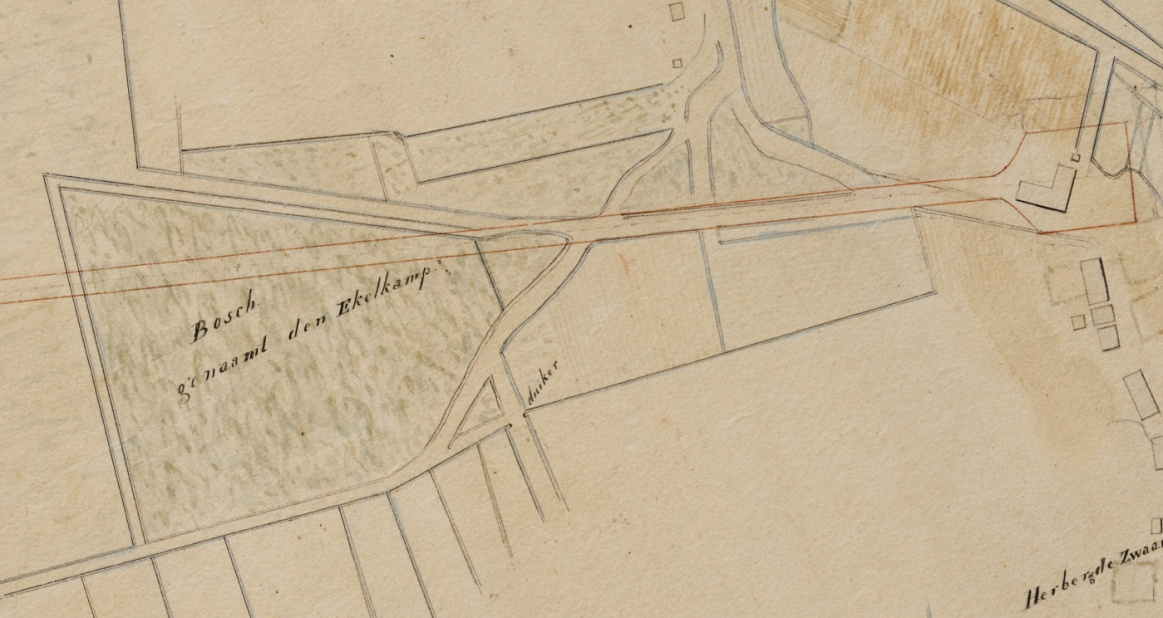 Bosch
genaamt den Ekelkamp.
duiker
Herberg de Zwaan